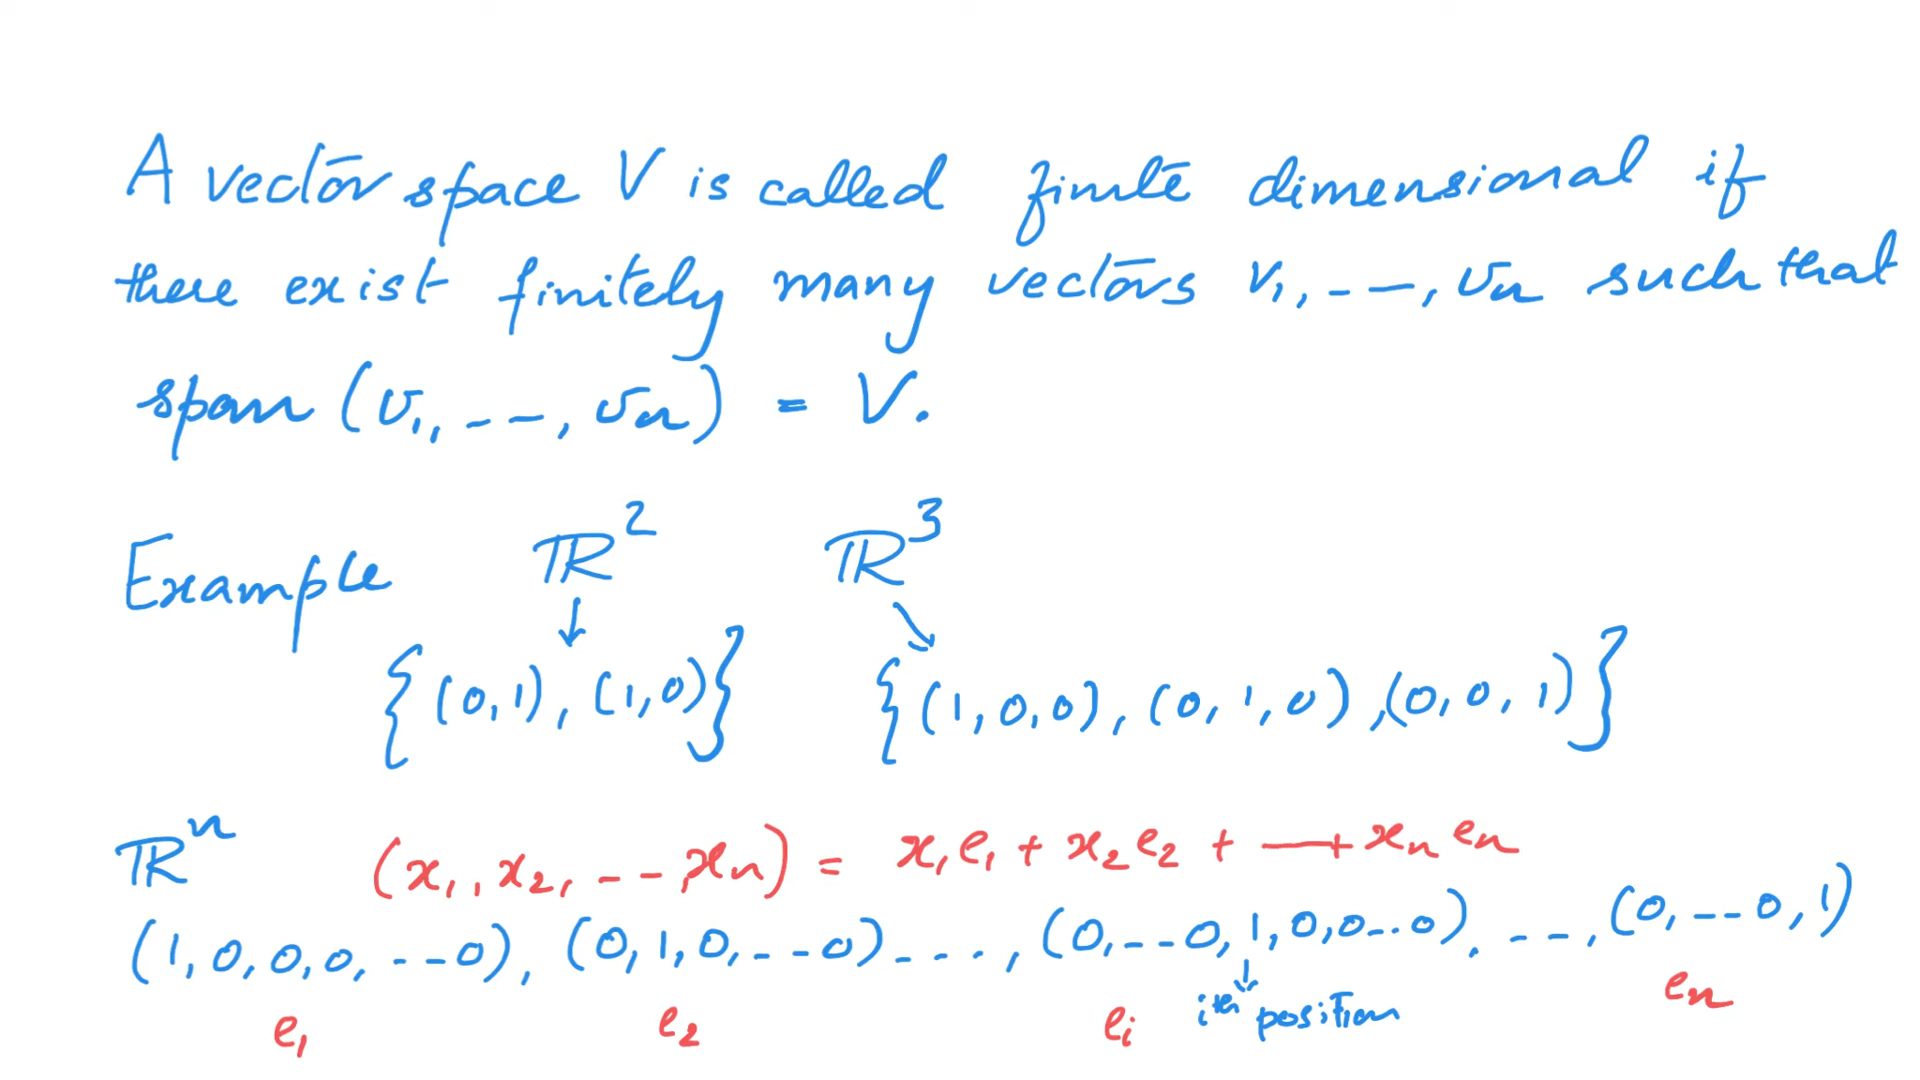 A vector space V is called finite dimensional if
there exist finitely many vectors v₁, - - -, vₙ such that
span (v₁, - - -, vₙ) = V.
Example ℝ² ℝ³
↓ ↘
{(0,1), (1,0)} {(1,0,0), (0,1,0), (0,0,1)}
ℝⁿ (x₁, x₂, - - -, xₙ) = x₁e₁ + x₂e₂ + — + xₙeₙ
(1,0,0,0, - - 0), (0,1,0, - - 0) - - - -, (0, - - 0, 1, 0, 0 - - 0), - - -, (0, - - 0, 1)
↓
e₁ e₂ eᵢ iᵗʰ position eₙ